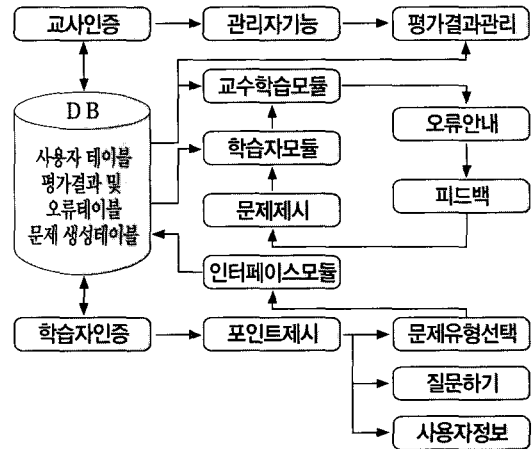 교사인증
관리자기능
평가결과관리
DB
사용자 테이블
평가결과 및
오류테이블
문제 생성테이블
교수학습모듈
오류안내
학습자모듈
문제제시
피드백
인터페이스모듈
학습자인증
포인트제시
문제유형선택
질문하기
사용자정보